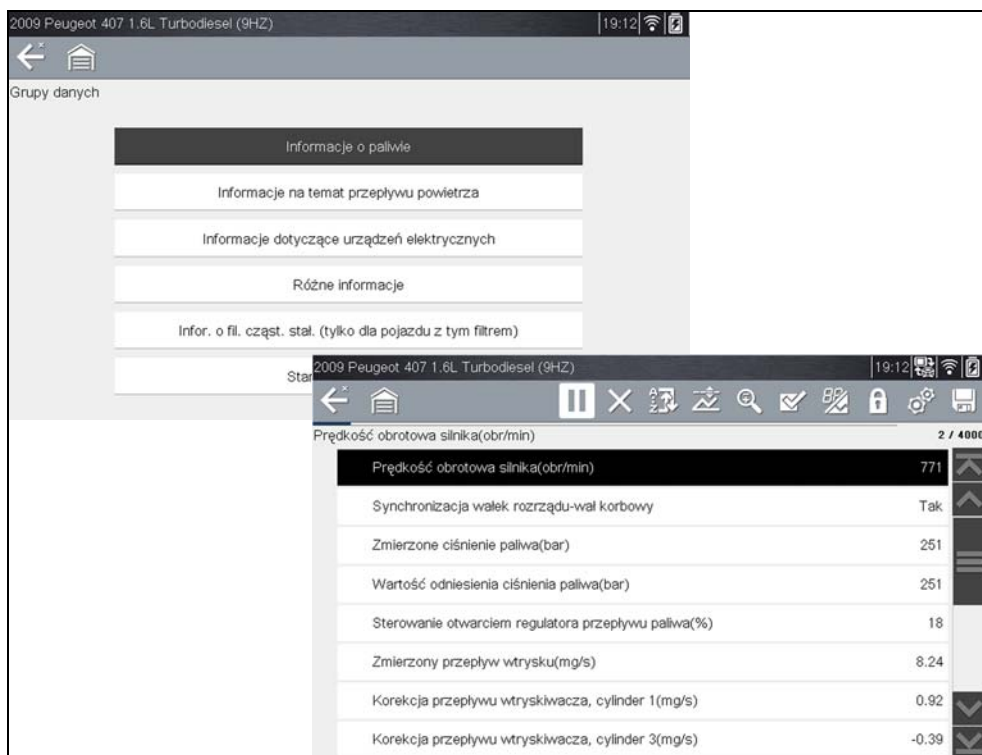 2009 Peugeot 407 1.6L Turbodiesel (9HZ) 19:12
Grupy danych
Informacje o paliwie
Informacje na temat przepływu powietrza
Informacje dotyczące urządzeń elektrycznych
Różne informacje
Infor. o fil. cząst. stał. (tylko dla pojazdu z tym filtrem)
Star
2009 Peugeot 407 1.6L Turbodiesel (9HZ) 19:12
Prędkość obrotowa silnika(obr/min) 2 / 4000
Prędkość obrotowa silnika(obr/min) 771
Synchronizacja wałek rozrządu-wał korbowy Tak
Zmierzone ciśnienie paliwa(bar) 251
Wartość odniesienia ciśnienia paliwa(bar) 251
Sterowanie otwarciem regulatora przepływu paliwa(%) 18
Zmierzony przepływ wtrysku(mg/s) 8.24
Korekcja przepływu wtryskiwacza, cylinder 1(mg/s) 0.92
Korekcja przepływu wtryskiwacza, cylinder 3(mg/s) -0.39